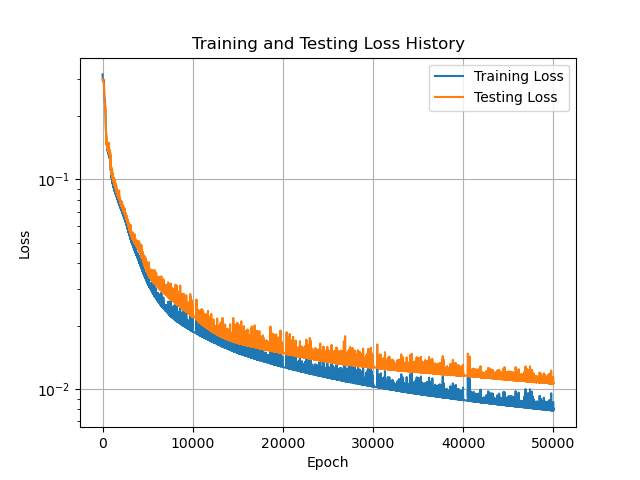 Training and Testing Loss History
Training Loss
Testing Loss
10⁻¹
10⁻²
Loss
0 10000 20000 30000 40000 50000
Epoch